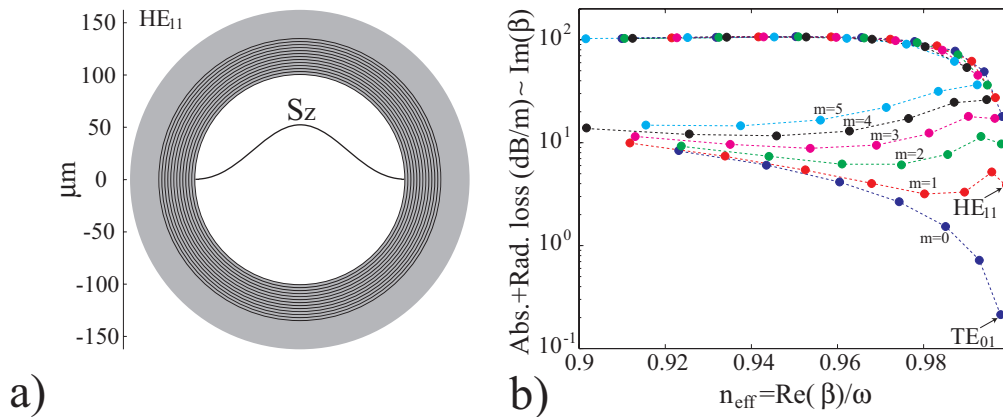 HE11
μm
150
100
50
0
-50
-100
-150
Sz
a)
Abs.+Rad. loss (dB/m) ~ Im(β)
10^2
10^1
10^0
10^-1
m=5
m=4
m=3
m=2
m=1
m=0
HE11
TE01
0.9
0.92
0.94
0.96
0.98
n_eff=Re(β)/ω
b)